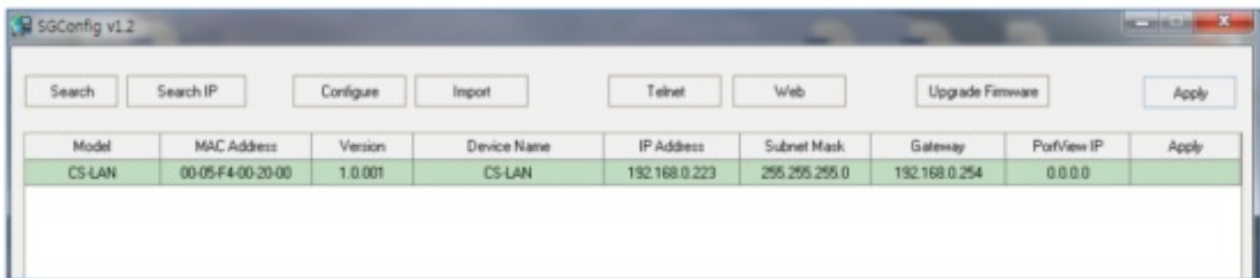 SGConfig v1.2
Search Search IP Configure Import Telnet Web Upgrade Firmware Apply
Model MAC Address Version Device Name IP Address Subnet Mask Gateway PortView IP Apply
CS-LAN 00-05-F4-00-20-00 1.0.001 CS-LAN 192.168.0.223 255.255.255.0 192.168.0.254 0.0.0.0